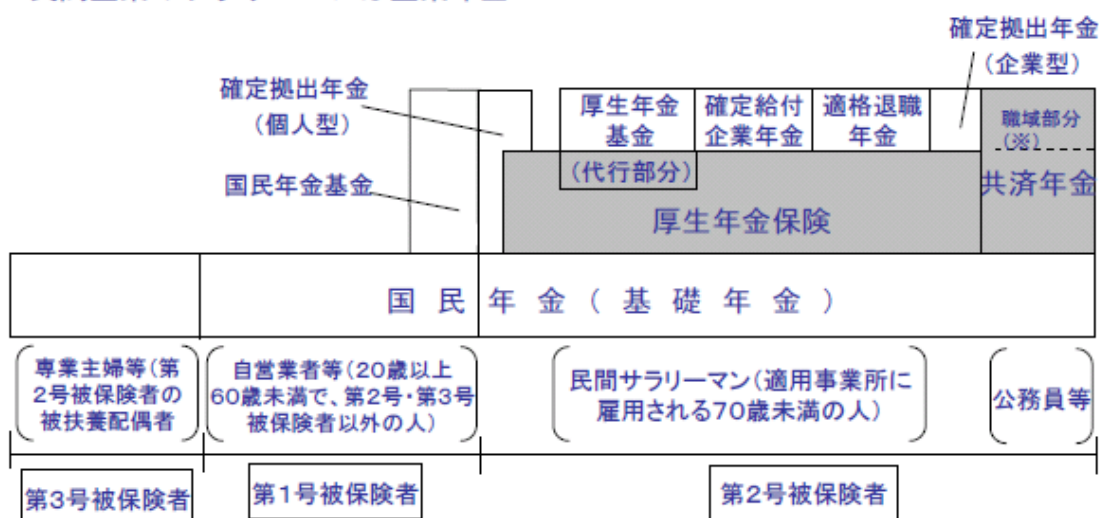 確定拠出年金
(企業型)
確定拠出年金
(個人型)
厚生年金
基金
確定給付
企業年金
適格退職
年金
職域部分
(※)
国民年金基金
(代行部分)
共済年金
厚生年金保険
国民年金(基礎年金)
専業主婦等(第
2号被保険者の
被扶養配偶者
自営業者等(20歳以上
60歳未満で、第2号・第3号
被保険者以外の人)
民間サラリーマン(適用事業所に
雇用される70歳未満の人)
公務員等
第3号被保険者
第1号被保険者
第2号被保険者